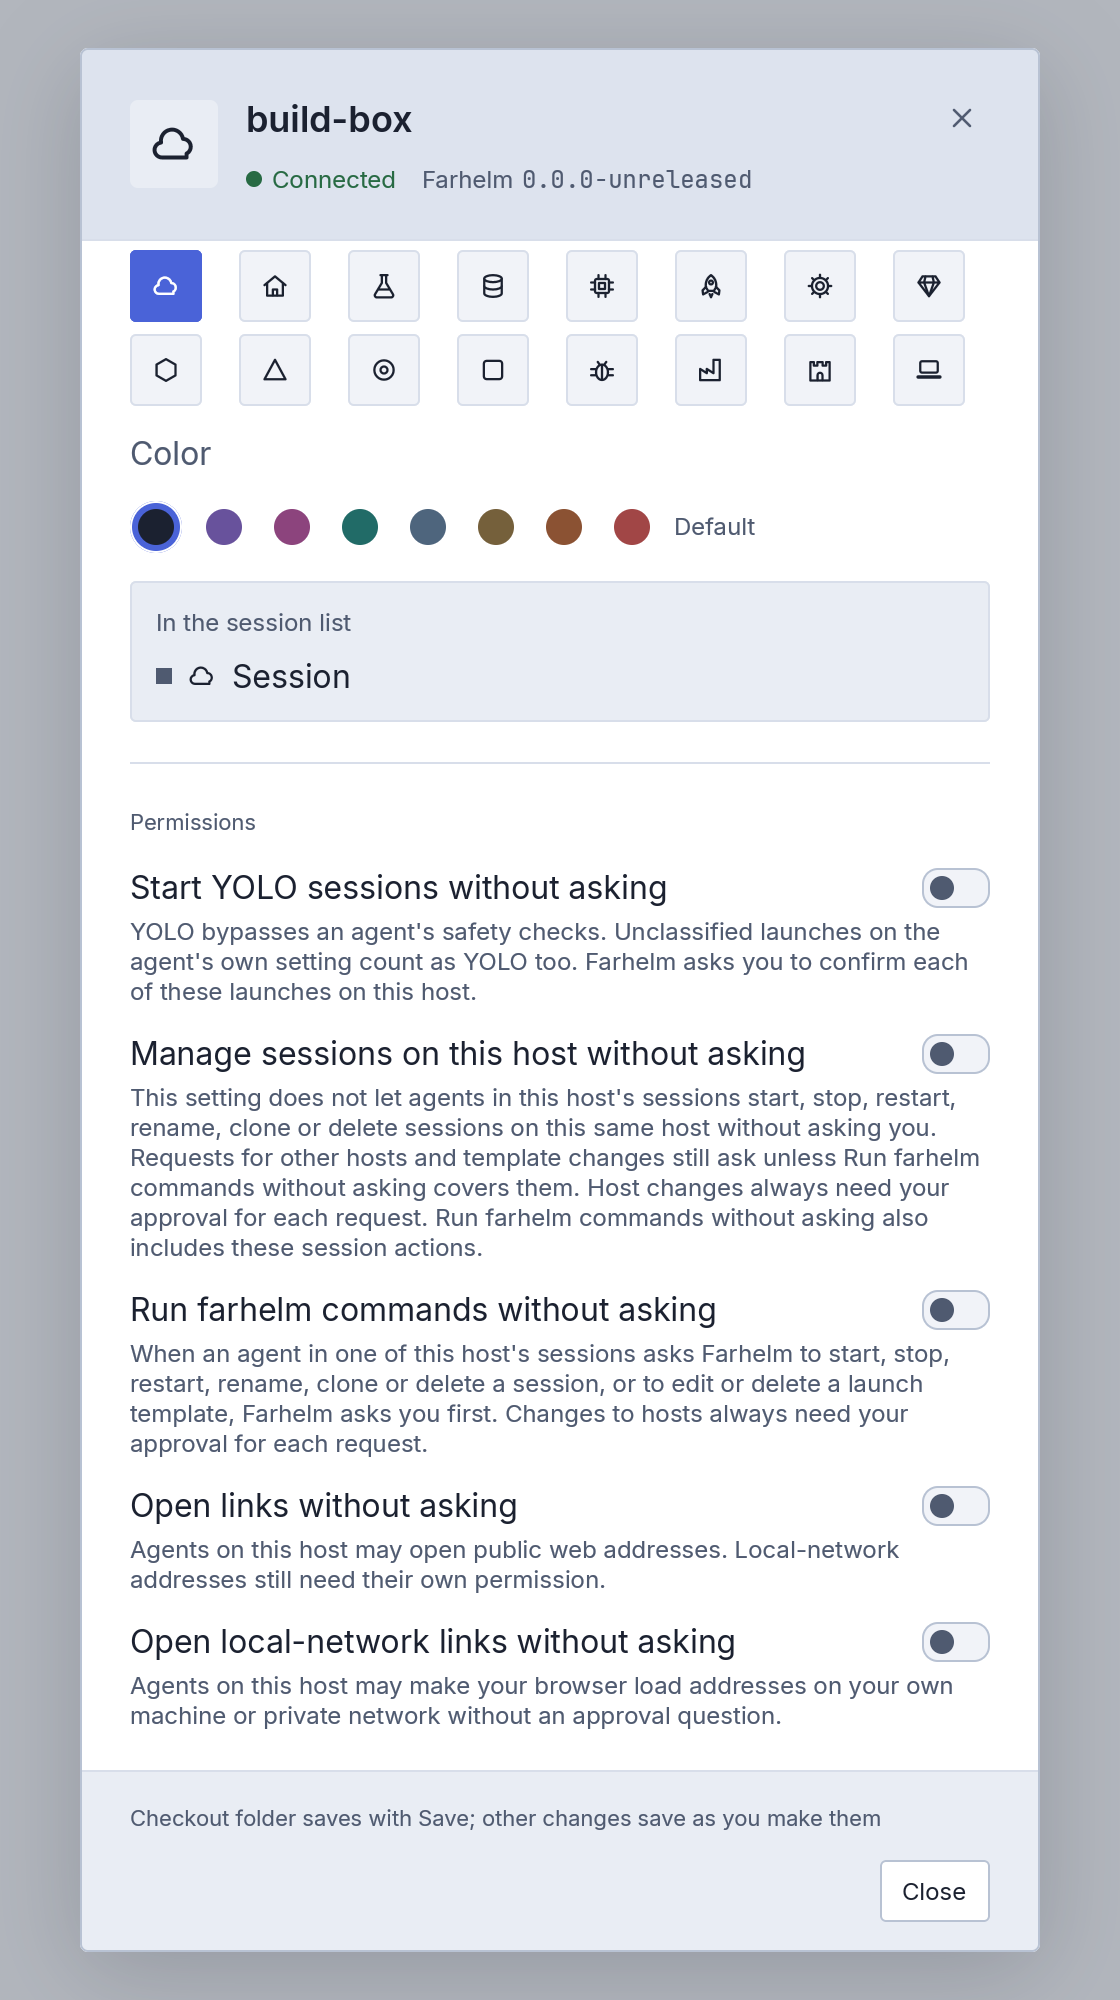 build-box
Connected Farhelm 0.0.0-unreleased
Color
Default
In the session list
Session
Permissions
Start YOLO sessions without asking
YOLO bypasses an agent's safety checks. Unclassified launches on the
agent's own setting count as YOLO too. Farhelm asks you to confirm each
of these launches on this host.
Manage sessions on this host without asking
This setting does not let agents in this host's sessions start, stop, restart,
rename, clone or delete sessions on this same host without asking you.
Requests for other hosts and template changes still ask unless Run farhelm
commands without asking covers them. Host changes always need your
approval for each request. Run farhelm commands without asking also
includes these session actions.
Run farhelm commands without asking
When an agent in one of this host's sessions asks Farhelm to start, stop,
restart, rename, clone or delete a session, or to edit or delete a launch
template, Farhelm asks you first. Changes to hosts always need your
approval for each request.
Open links without asking
Agents on this host may open public web addresses. Local-network
addresses still need their own permission.
Open local-network links without asking
Agents on this host may make your browser load addresses on your own
machine or private network without an approval question.
Checkout folder saves with Save; other changes save as you make them
Close